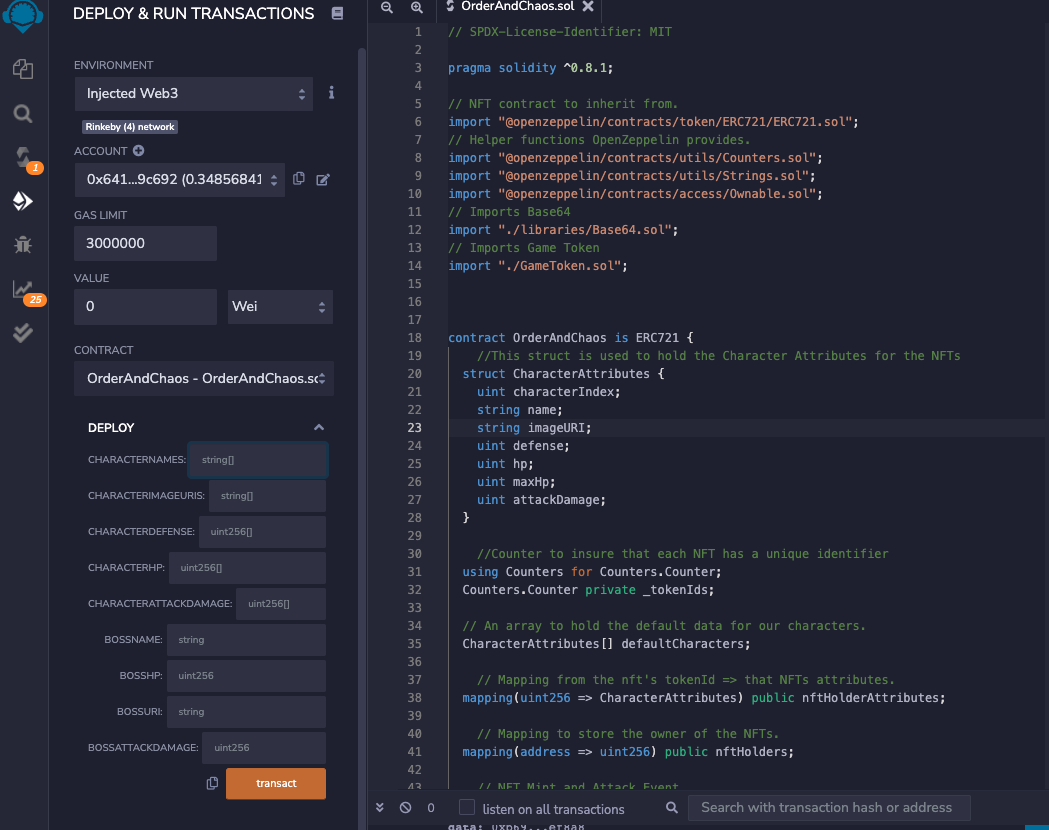 DEPLOY & RUN TRANSACTIONS
ENVIRONMENT
Injected Web3
Rinkeby (4) network
ACCOUNT
0x641...9c692 (0.34856841
GAS LIMIT
3000000
VALUE
0
Wei
CONTRACT
OrderAndChaos - OrderAndChaos.sc
DEPLOY
CHARACTERNAMES: string[]
CHARACTERIMAGEURIS: string[]
CHARACTERDEFENSE: uint256[]
CHARACTERHP: uint256[]
CHARACTERATTACKDAMAGE: uint256[]
BOSSNAME: string
BOSSHP: uint256
BOSSURI: string
BOSSATTACKDAMAGE: uint256
transact
1
25
OrderAndChaos.sol
1 // SPDX-License-Identifier: MIT
2
3 pragma solidity ^0.8.1;
4
5 // NFT contract to inherit from.
6 import "@openzeppelin/contracts/token/ERC721/ERC721.sol";
7 // Helper functions OpenZeppelin provides.
8 import "@openzeppelin/contracts/utils/Counters.sol";
9 import "@openzeppelin/contracts/utils/Strings.sol";
10 import "@openzeppelin/contracts/access/Ownable.sol";
11 // Imports Base64
12 import "./libraries/Base64.sol";
13 // Imports Game Token
14 import "./GameToken.sol";
15
16
17
18 contract OrderAndChaos is ERC721 {
19 //This struct is used to hold the Character Attributes for the NFTs
20 struct CharacterAttributes {
21 uint characterIndex;
22 string name;
23 string imageURI;
24 uint defense;
25 uint hp;
26 uint maxHp;
27 uint attackDamage;
28 }
29
30 //Counter to insure that each NFT has a unique identifier
31 using Counters for Counters.Counter;
32 Counters.Counter private _tokenIds;
33
34 // An array to hold the default data for our characters.
35 CharacterAttributes[] defaultCharacters;
36
37 // Mapping from the nft's tokenId => that NFTs attributes.
38 mapping(uint256 => CharacterAttributes) public nftHolderAttributes;
39
40 // Mapping to store the owner of the NFTs.
41 mapping(address => uint256) public nftHolders;
42
43 // NFT Mint and Attack Event
0
listen on all transactions
Search with transaction hash or address
data: 0xb69...ef8a8